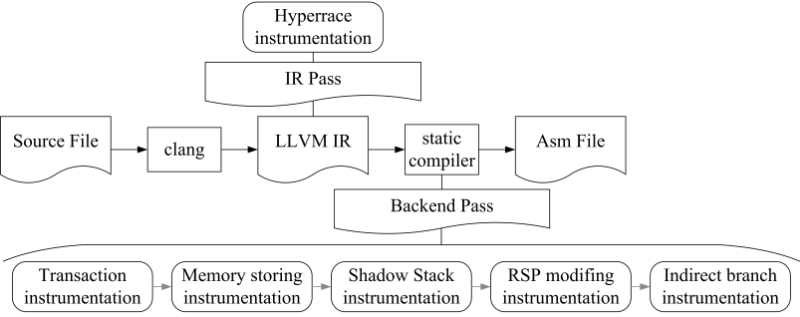 Hyperrace
instrumentation
IR Pass
Source File
clang
LLVM IR
static
compiler
Asm File
Backend Pass
Transaction
instrumentation
Memory storing
instrumentation
Shadow Stack
instrumentation
RSP modifing
instrumentation
Indirect branch
instrumentation